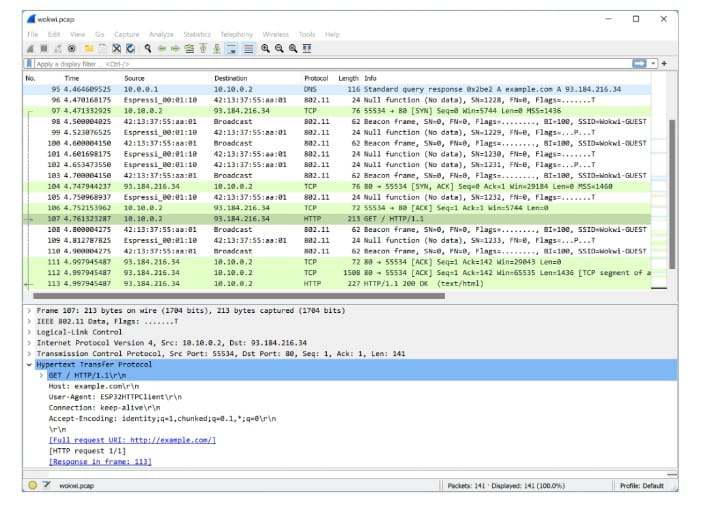 wokwi.pcap
File Edit View Go Capture Analyze Statistics Telephony Wireless Tools Help
Apply a display filter ... <Ctrl-/>
No. Time Source Destination Protocol Length Info
95 4.464609525 10.0.0.1 10.10.0.2 DNS 116 Standard query response 0x2be2 A example.com A 93.184.216.34
96 4.470168175 Espressi_00:01:10 42:13:37:55:aa:01 802.11 24 Null function (No data), SN=1228, FN=0, Flags=.......T
97 4.471332925 10.10.0.2 93.184.216.34 TCP 76 55534 → 80 [SYN] Seq=0 Win=5744 Len=0 MSS=1436
98 4.500004025 42:13:37:55:aa:01 Broadcast 802.11 62 Beacon frame, SN=0, FN=0, Flags=........, BI=100, SSID=Wokwi-GUEST
99 4.523076525 Espressi_00:01:10 42:13:37:55:aa:01 802.11 24 Null function (No data), SN=1229, FN=0, Flags=...P...T
100 4.600004150 42:13:37:55:aa:01 Broadcast 802.11 62 Beacon frame, SN=0, FN=0, Flags=........, BI=100, SSID=Wokwi-GUEST
101 4.601698175 Espressi_00:01:10 42:13:37:55:aa:01 802.11 24 Null function (No data), SN=1230, FN=0, Flags=.......T
102 4.653473550 Espressi_00:01:10 42:13:37:55:aa:01 802.11 24 Null function (No data), SN=1231, FN=0, Flags=...P...T
103 4.700004150 42:13:37:55:aa:01 Broadcast 802.11 62 Beacon frame, SN=0, FN=0, Flags=........, BI=100, SSID=Wokwi-GUEST
104 4.747944237 93.184.216.34 10.10.0.2 TCP 76 80 → 55534 [SYN, ACK] Seq=0 Ack=1 Win=29184 Len=0 MSS=1460
105 4.750968937 Espressi_00:01:10 42:13:37:55:aa:01 802.11 24 Null function (No data), SN=1232, FN=0, Flags=.......T
106 4.752153962 10.10.0.2 93.184.216.34 TCP 72 55534 → 80 [ACK] Seq=1 Ack=1 Win=5744 Len=0
107 4.761323287 10.10.0.2 93.184.216.34 HTTP 213 GET / HTTP/1.1
108 4.800004275 42:13:37:55:aa:01 Broadcast 802.11 62 Beacon frame, SN=0, FN=0, Flags=........, BI=100, SSID=Wokwi-GUEST
109 4.812787825 Espressi_00:01:10 42:13:37:55:aa:01 802.11 24 Null function (No data), SN=1233, FN=0, Flags=...P...T
110 4.900004275 42:13:37:55:aa:01 Broadcast 802.11 62 Beacon frame, SN=0, FN=0, Flags=........, BI=100, SSID=Wokwi-GUEST
111 4.997945487 93.184.216.34 10.10.0.2 TCP 72 80 → 55534 [ACK] Seq=1 Ack=142 Win=29043 Len=0
112 4.997945487 93.184.216.34 10.10.0.2 TCP 1508 80 → 55534 [ACK] Seq=1 Ack=142 Win=65535 Len=1436 [TCP segment of a
113 4.997945487 93.184.216.34 10.10.0.2 HTTP 227 HTTP/1.1 200 OK (text/html)
Frame 107: 213 bytes on wire (1704 bits), 213 bytes captured (1704 bits)
IEEE 802.11 Data, Flags: .......T
Logical-Link Control
Internet Protocol Version 4, Src: 10.10.0.2, Dst: 93.184.216.34
Transmission Control Protocol, Src Port: 55534, Dst Port: 80, Seq: 1, Ack: 1, Len: 141
Hypertext Transfer Protocol
GET / HTTP/1.1\r\n
Host: example.com\r\n
User-Agent: ESP32HTTPClient\r\n
Connection: keep-alive\r\n
Accept-Encoding: identity;q=1,chunked;q=0.1,*;q=0\r\n
\r\n
[Full request URI: http://example.com/]
[HTTP request 1/1]
[Response in frame: 113]
wokwi.pcap Packets: 141 · Displayed: 141 (100.0%) Profile: Default